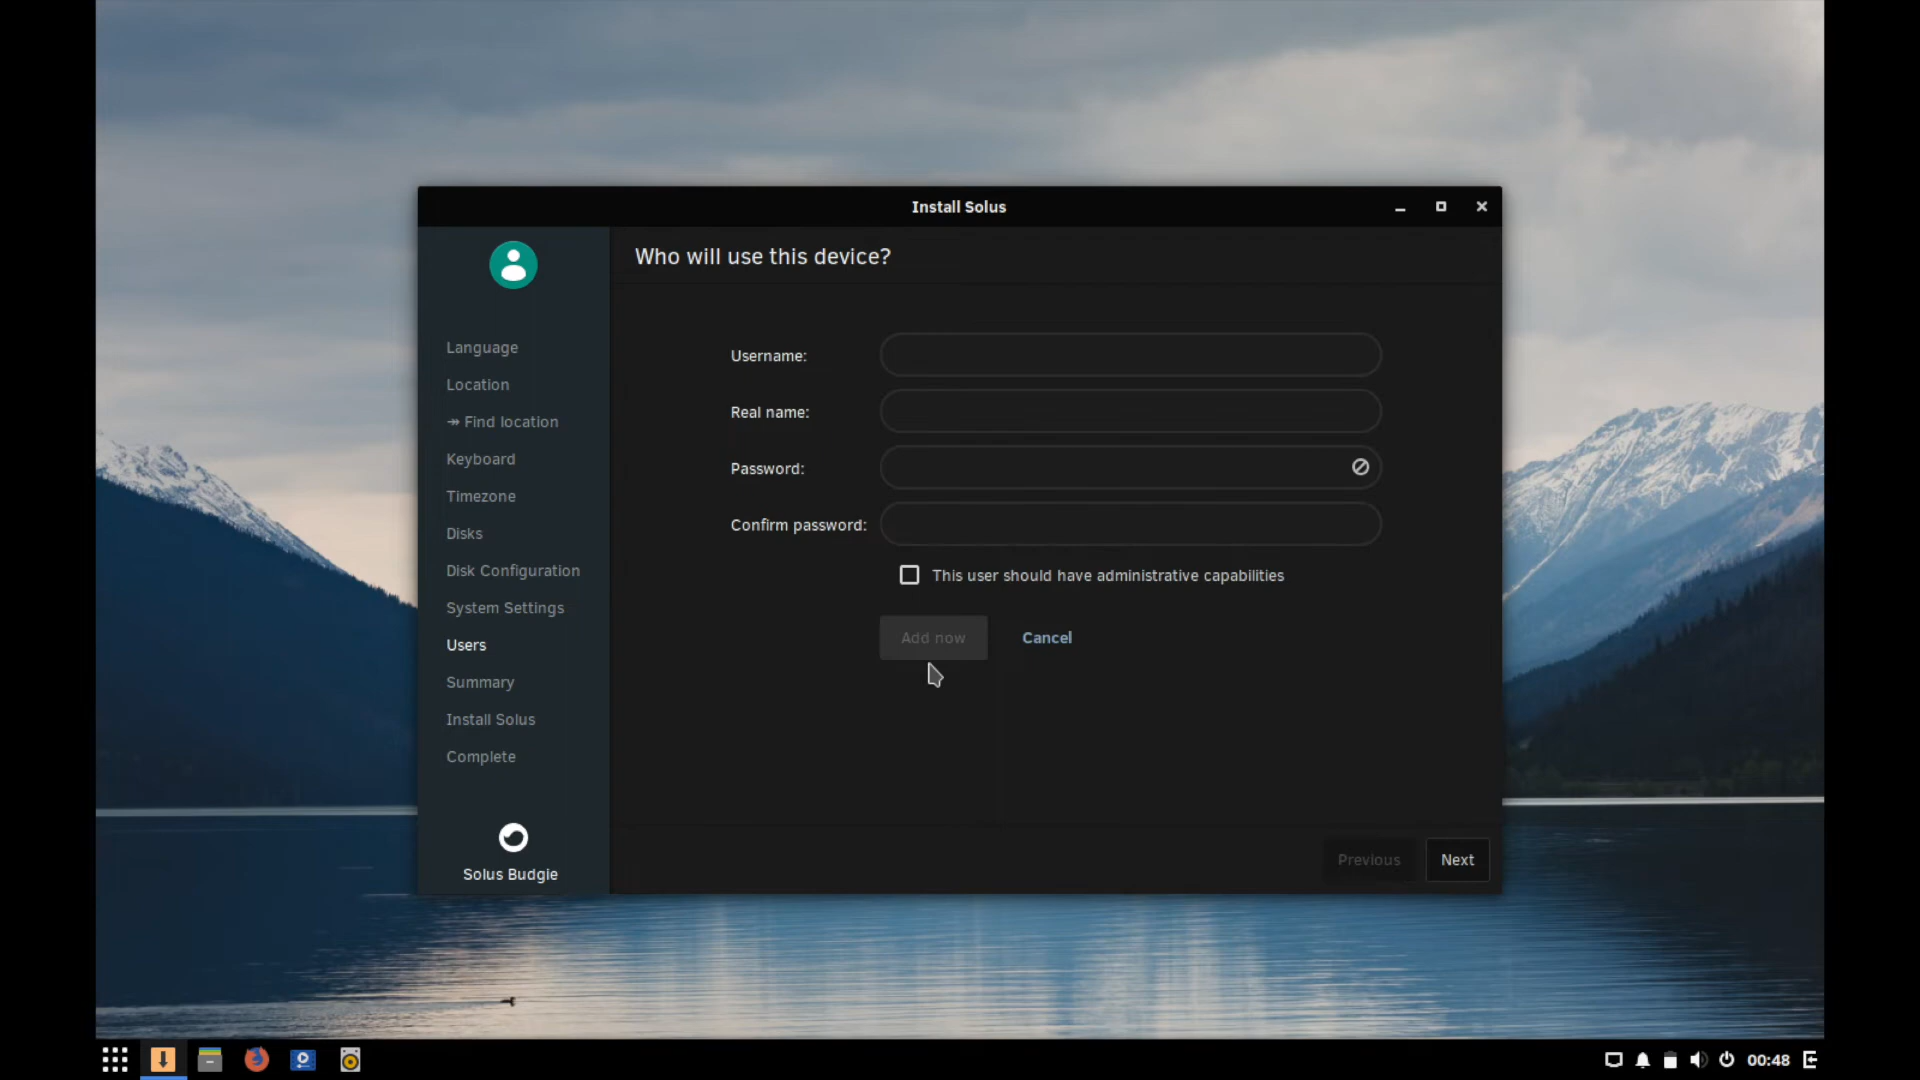 Install Solus
Who will use this device?
Language
Location
↠ Find location
Keyboard
Timezone
Disks
Disk Configuration
System Settings
Users
Summary
Install Solus
Complete
Solus Budgie
Username:
Real name:
Password:
Confirm password:
This user should have administrative capabilities
Add now
Cancel
Previous
Next
00:48